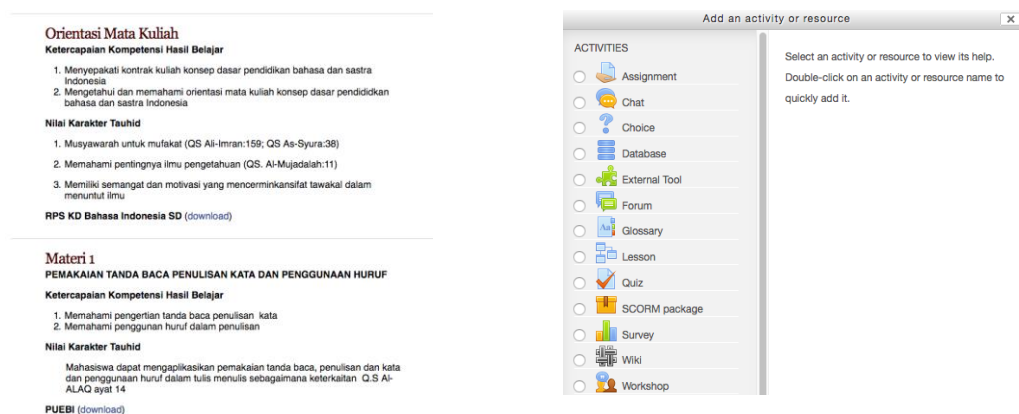 Orientasi Mata Kuliah
Ketercapaian Kompetensi Hasil Belajar
1. Menyepakati kontrak kuliah konsep dasar pendidikan bahasa dan sastra
Indonesia
2. Mengetahui dan memahami orientasi mata kuliah konsep dasar pendididkan
bahasa dan sastra Indonesia
Nilai Karakter Tauhid
1. Musyawarah untuk mufakat (QS Ali-Imran:159; QS As-Syura:38)
2. Memahami pentingnya ilmu pengetahuan (QS. Al-Mujadalah:11)
3. Memiliki semangat dan motivasi yang mencerminkansifat tawakal dalam
menuntut ilmu
RPS KD Bahasa Indonesia SD (download)
Materi 1
PEMAKAIAN TANDA BACA PENULISAN KATA DAN PENGGUNAAN HURUF
Ketercapaian Kompetensi Hasil Belajar
1. Memahami pengertian tanda baca penulisan kata
2. Memahami penggunan huruf dalam penulisan
Nilai Karakter Tauhid
Mahasiswa dapat mengaplikasikan pemakaian tanda baca, penulisan dan kata
dan penggunaan huruf dalam tulis menulis sebagaimana keterkaitan Q.S Al-
ALAQ ayat 14
PUEBI (download)
Add an activity or resource
ACTIVITIES
Assignment
Chat
Choice
Database
External Tool
Forum
Glossary
Lesson
Quiz
SCORM package
Survey
Wiki
Workshop
Select an activity or resource to view its help.
Double-click on an activity or resource name to
quickly add it.